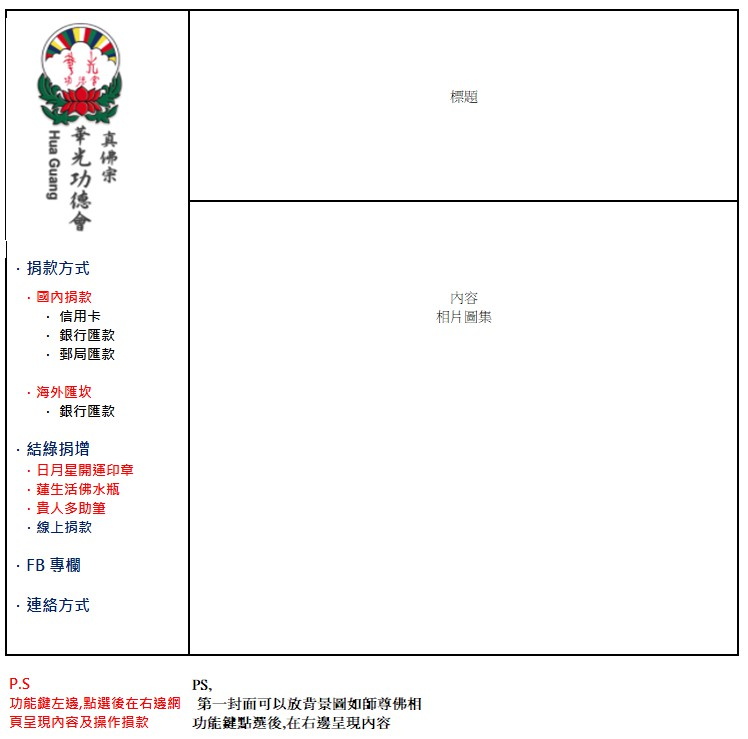 華光
功德會
真佛宗
華光功德會
Hua Guang
標題
· 捐款方式
· 國內捐款
· 信用卡
· 銀行匯款
· 郵局匯款
· 海外匯坎
· 銀行匯款
· 結綠捐增
· 日月星開運印章
· 蓮生活佛水瓶
· 貴人多助筆
· 線上捐款
· FB 專欄
· 連絡方式
內容
相片圖集
P.S
功能鍵左邊,點選後在右邊網
頁呈現內容及操作損款
PS,
第一封面可以放背景圖如師尊佛相
功能鍵點選後,在右邊呈現內容